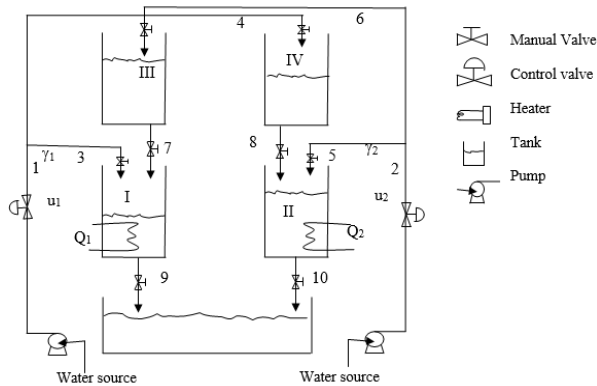 4
6
III
IV
γ1
3
7
8
5
γ2
1
2
u1
I
II
u2
Q1
Q2
9
10
Water source
Water source
Manual Valve
Control valve
Heater
Tank
Pump